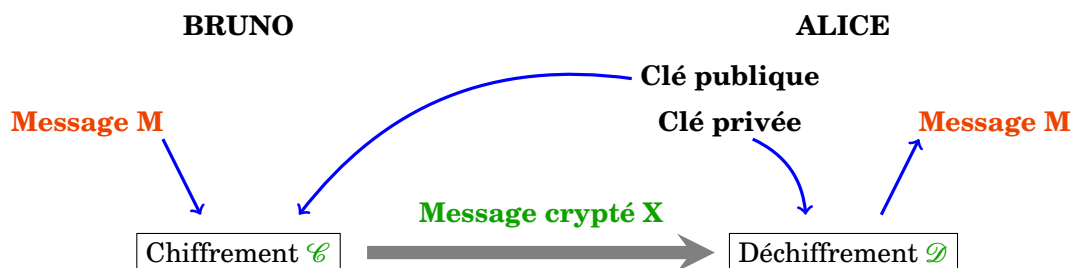 BRUNO
ALICE
Clé publique
Message M
Clé privée
Message M
Message crypté X
Chiffrement 𝒞
Déchiffrement 𝒟